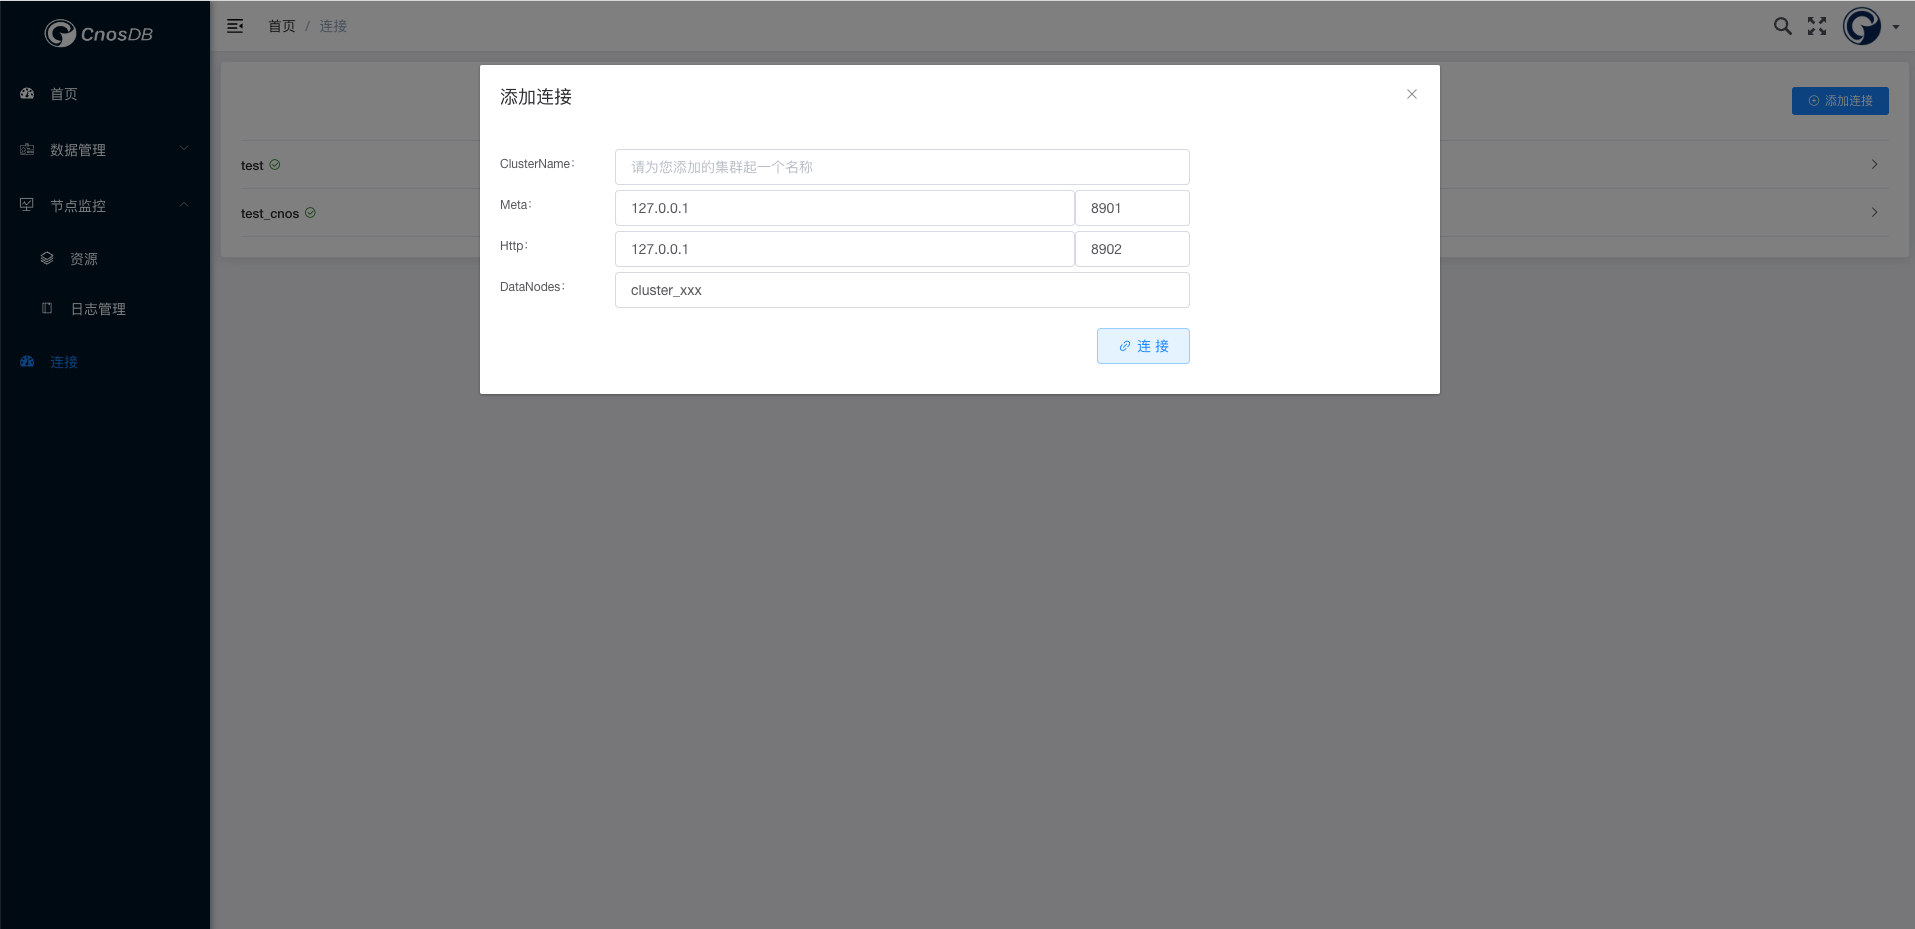 CnosDB
首页 / 连接
首页
数据管理
节点监控
资源
日志管理
连接
添加连接
test
test_cnos
添加连接
ClusterName:
请为您添加的集群起一个名称
Meta:
127.0.0.1
8901
Http:
127.0.0.1
8902
DataNodes:
cluster_xxx
连 接